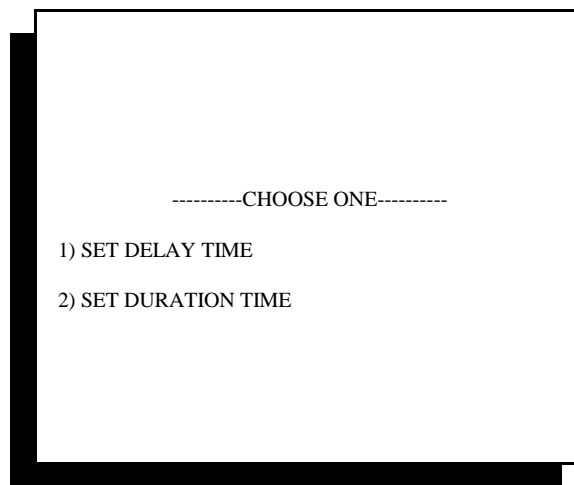 ----------CHOOSE ONE----------
1) SET DELAY TIME
2) SET DURATION TIME